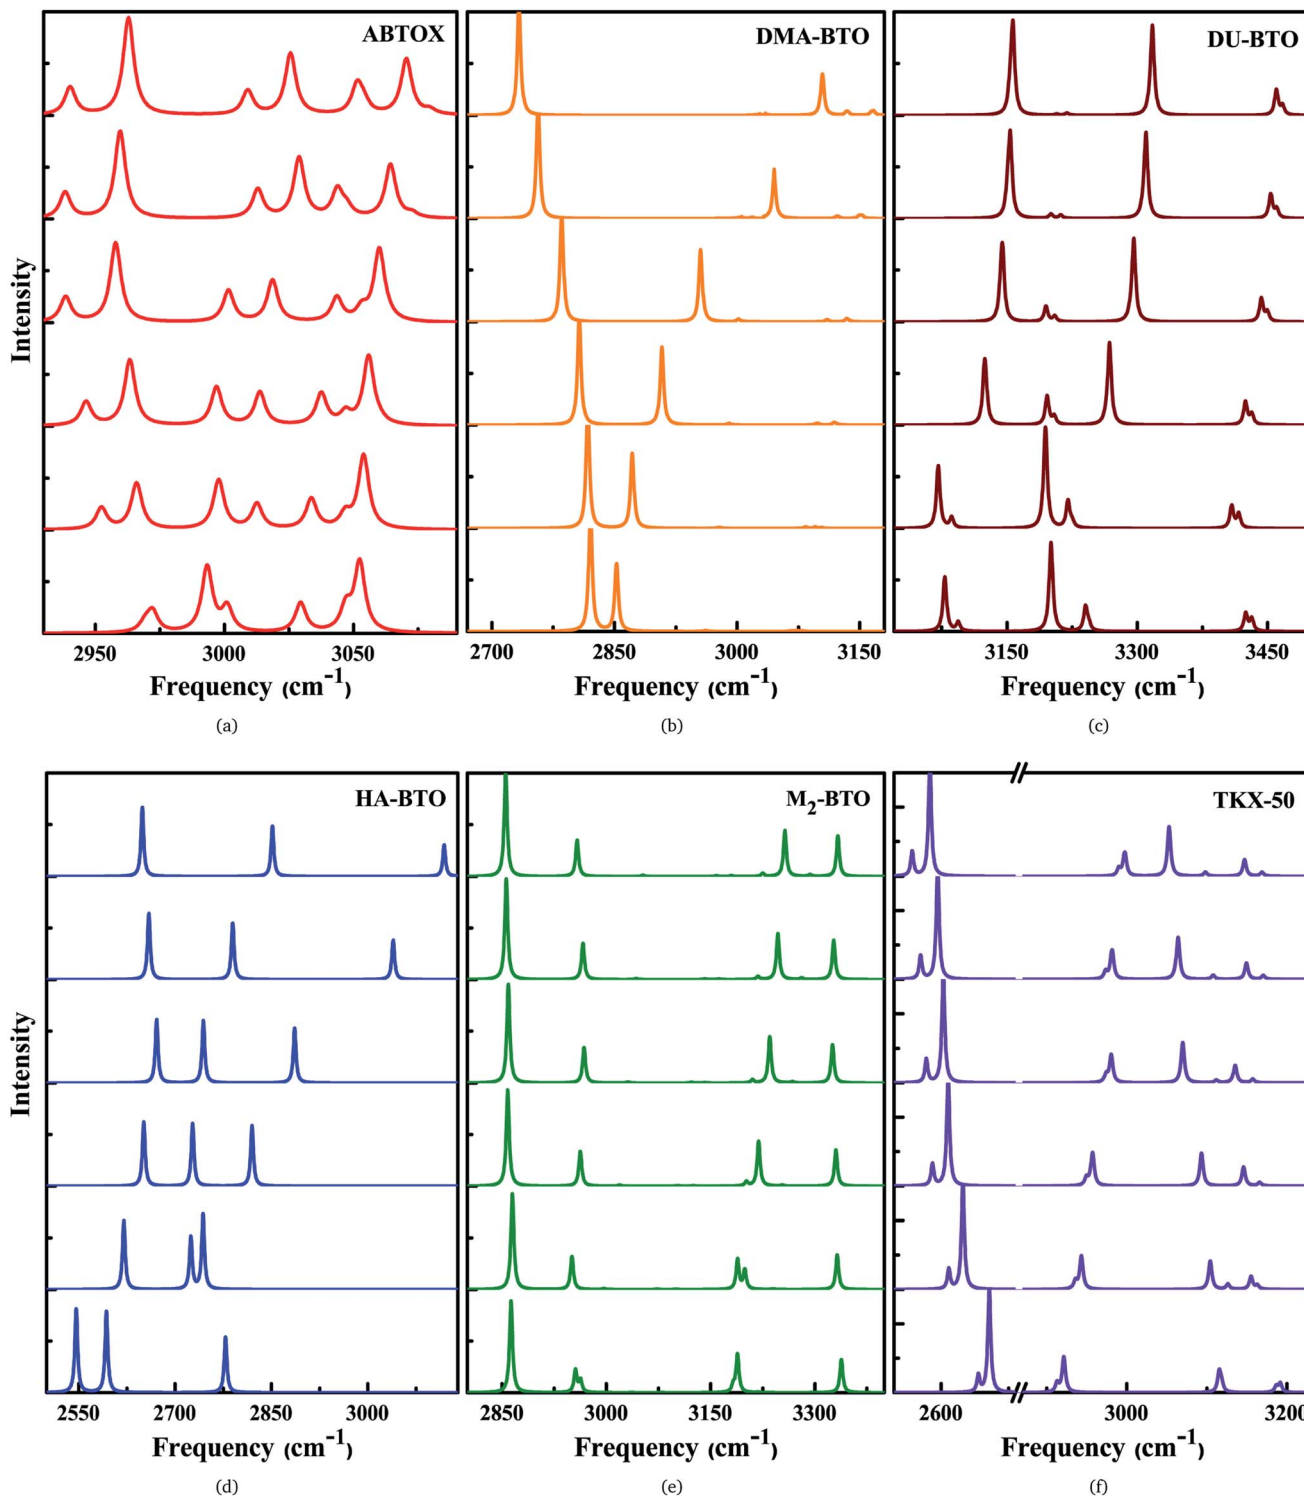 ABTOX
DMA-BTO
DU-BTO
Intensity
2950 3000 3050
2700 2850 3000 3150
3150 3300 3450
Frequency (cm-1)
Frequency (cm-1)
Frequency (cm-1)
(a)
(b)
(c)
HA-BTO
M2-BTO
TKX-50
Intensity
2550 2700 2850 3000
2850 3000 3150 3300
2600 3000 3200
Frequency (cm-1)
Frequency (cm-1)
Frequency (cm-1)
(d)
(e)
(f)